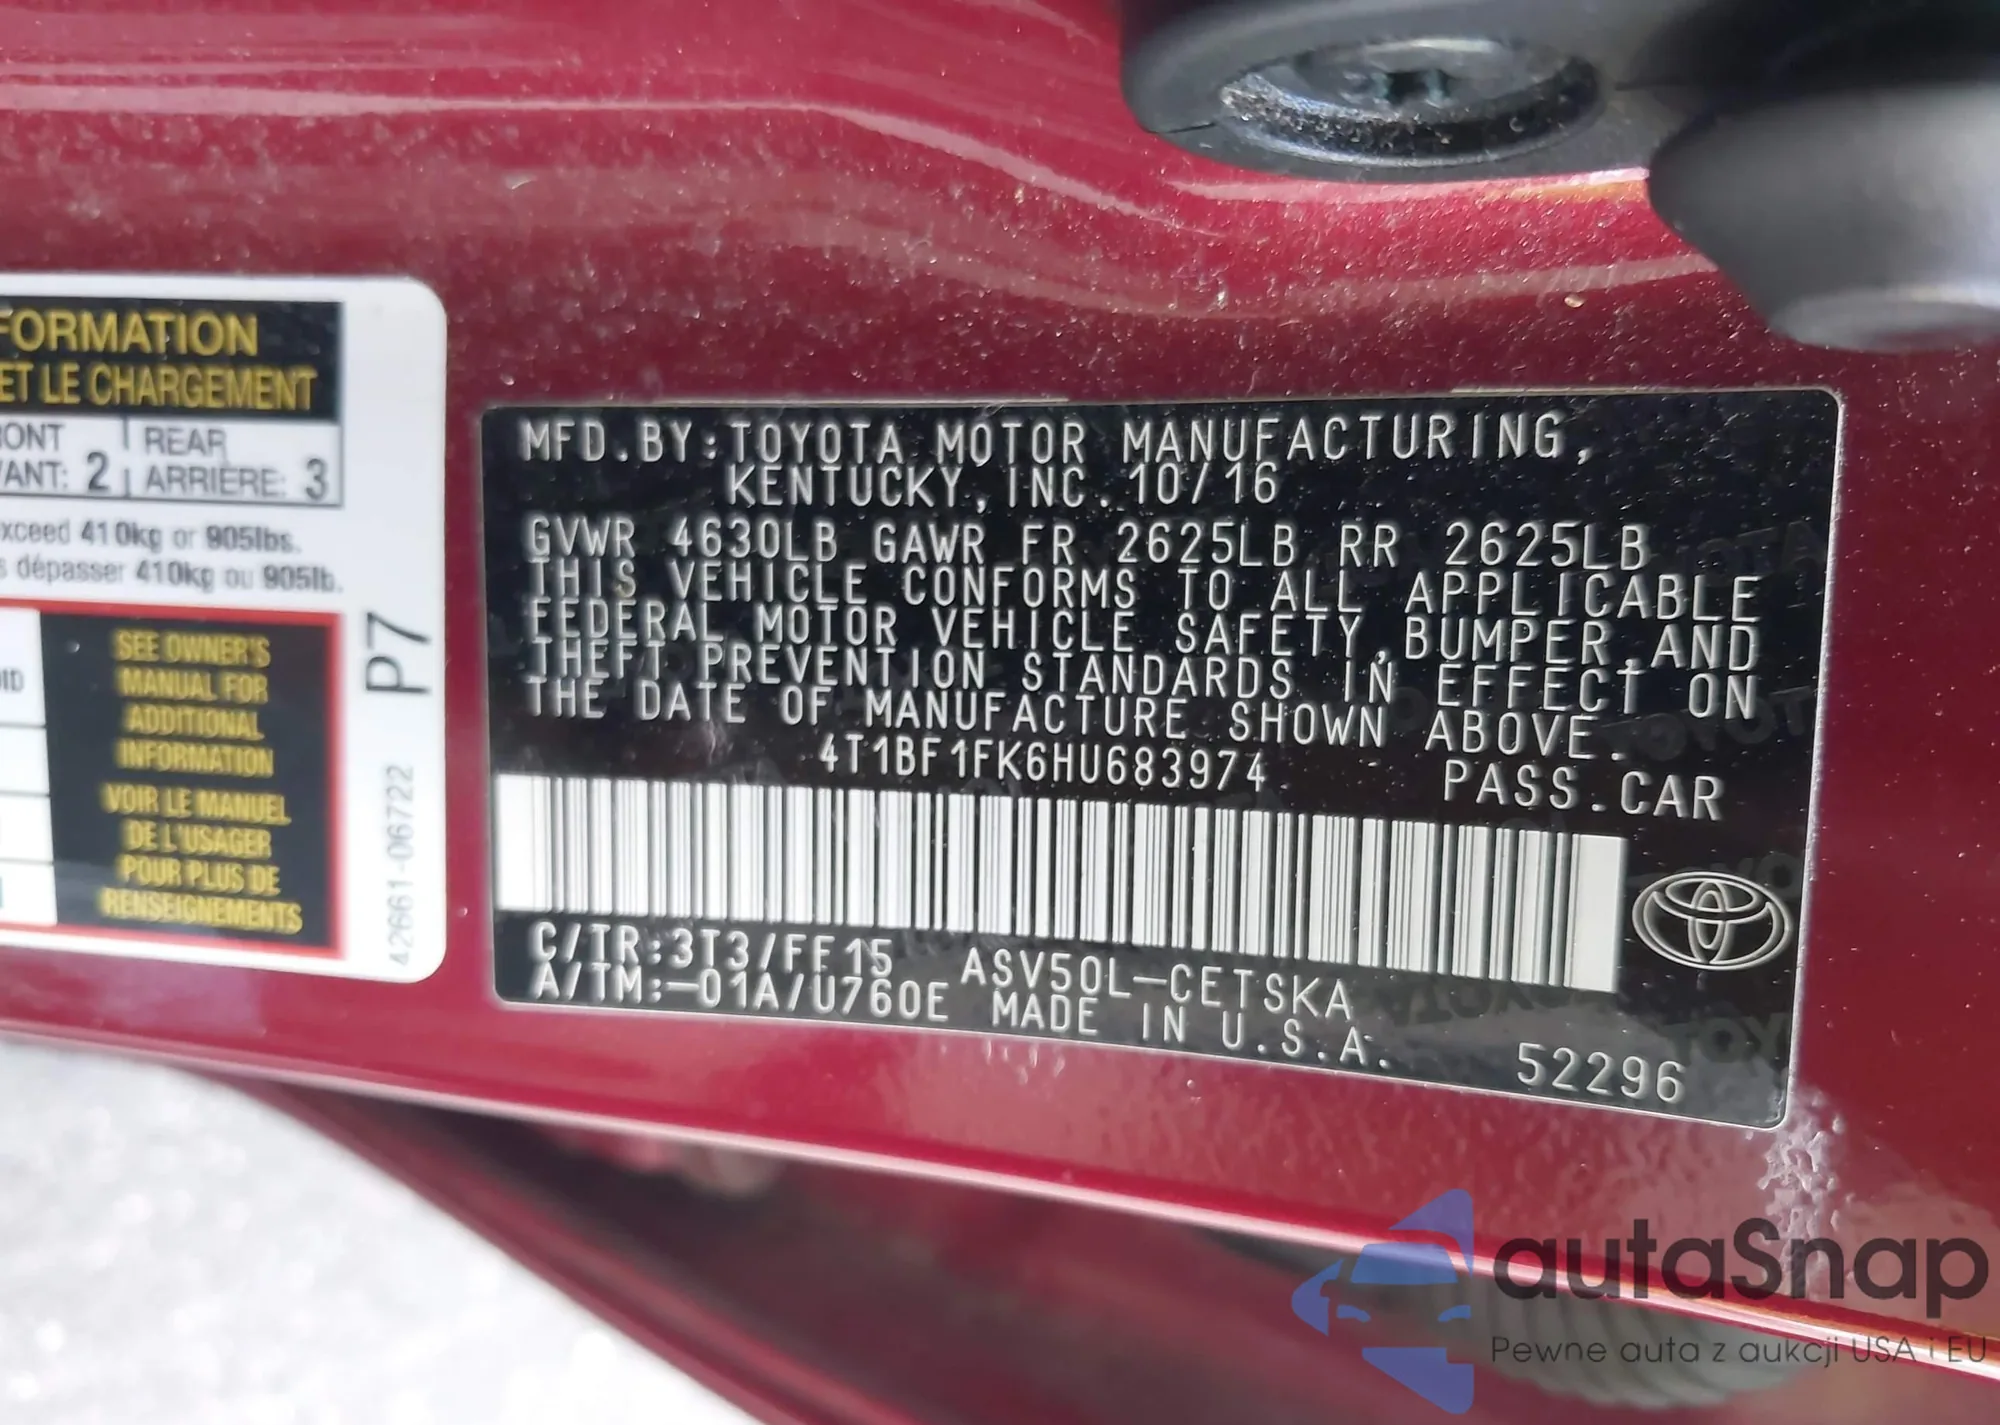 FORMATION
ET LE CHARGEMENT
REAR
2 ARRIÈRE: 3
exceed 410kg or 905lbs.
dépasser 410kg ou 905lb.
SEE OWNER'S
MANUAL FOR
ADDITIONAL
INFORMATION
VOIR LE MANUEL
DE L'USAGER
POUR PLUS DE
RENSEIGNEMENTS
P7
42661-06722
MFD.BY:TOYOTA MOTOR MANUFACTURING,
KENTUCKY,INC.10/16
GVWR 4630LB GAWR FR 2625LB RR 2625LB
THIS VEHICLE CONFORMS TO ALL APPLICABLE
FEDERAL MOTOR VEHICLE SAFETY,BUMPER,AND
THEFT PREVENTION STANDARDS IN EFFECT ON
THE DATE OF MANUFACTURE SHOWN ABOVE.
4T1BF1FK6HU683974 PASS.CAR
C/TR:3T3/FF15 ASV50L-CETSKA
A/TM:-01A/U760E MADE IN U.S.A.
52296
autaSnap
Pewne auta z aukcji USA i EU